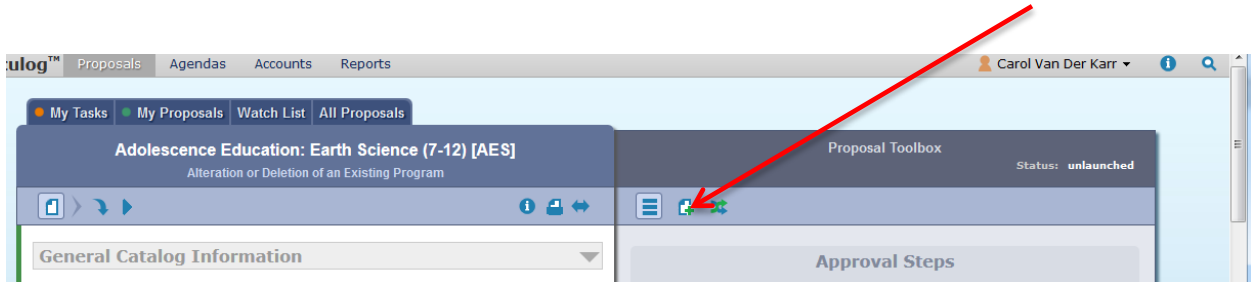 ulog™ Proposals Agendas Accounts Reports Carol Van Der Karr
My Tasks My Proposals Watch List All Proposals
Adolescence Education: Earth Science (7-12) [AES]
Alteration or Deletion of an Existing Program
Proposal Toolbox
Status: unlaunched
General Catalog Information
Approval Steps